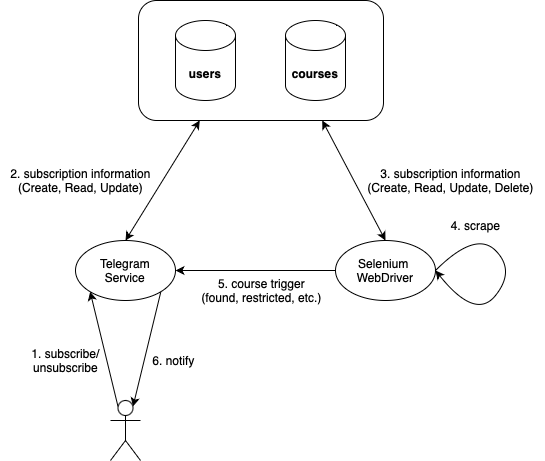 users
courses
2. subscription information
(Create, Read, Update)
3. subscription information
(Create, Read, Update, Delete)
4. scrape
Telegram
Service
Selenium
WebDriver
5. course trigger
(found, restricted, etc.)
1. subscribe/
unsubscribe
6. notify